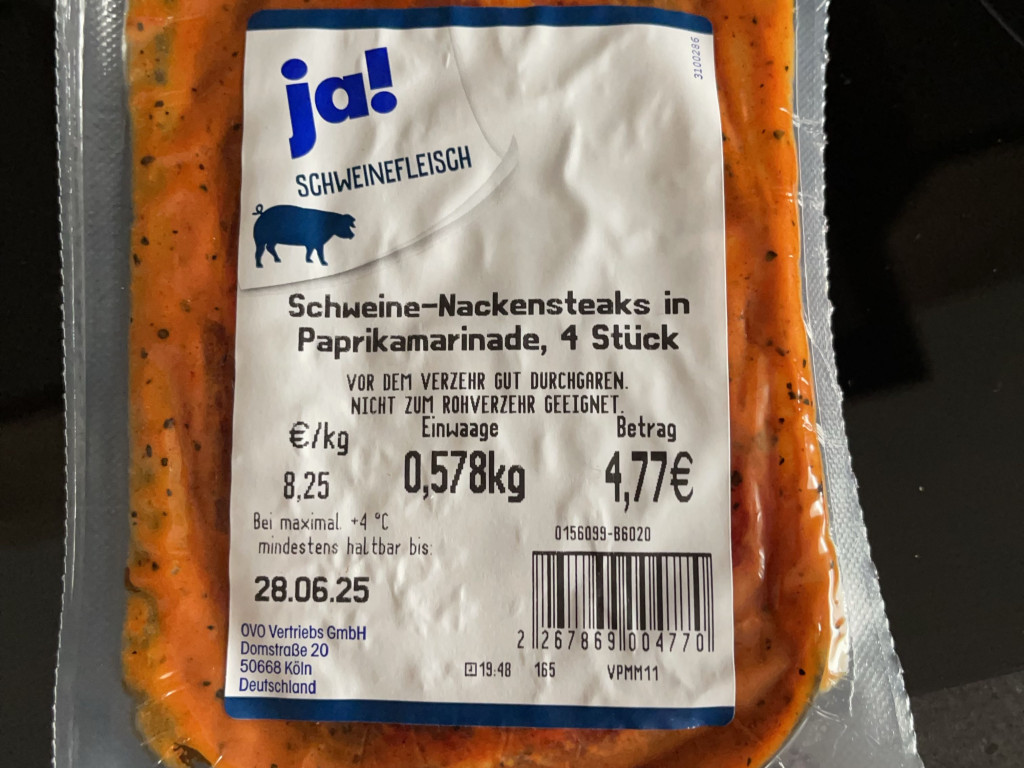 ja!
3100286
SCHWEINEFLEISCH
Schweine-Nackensteaks in
Paprikamarinade, 4 Stück
VOR DEM VERZEHR GUT DURCHGAREN.
NICHT ZUM ROHVERZEHR GEEIGNET.
€/kg Einwaage Betrag
8,25 0,578kg 4,77€
Bei maximal +4 °C
mindestens haltbar bis:
0156099-B6020
28.06.25
OVO Vertriebs GmbH
Domstraße 20
50668 Köln
Deutschland
2 267869 004770
19:48 165 VPMM11